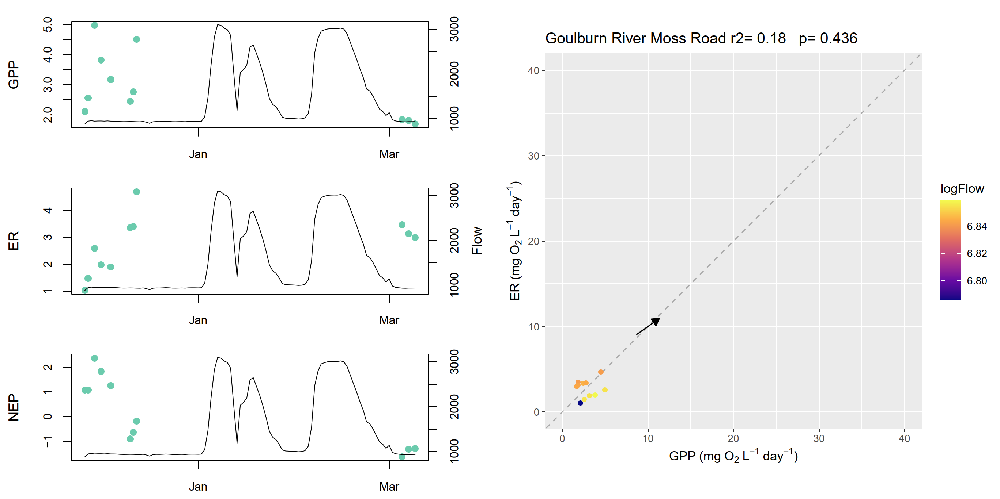 GPP
5.0
4.0
3.0
2.0
3000
2000
1000
Jan Mar
ER
4
3
2
1
3000
2000
1000
Flow
Jan Mar
NEP
2
1
0
−1
3000
2000
1000
Jan Mar
Goulburn River Moss Road r2= 0.18 p= 0.436
ER (mg O₂ L⁻¹ day⁻¹)
40
30
20
10
0
0 10 20 30 40
GPP (mg O₂ L⁻¹ day⁻¹)
logFlow
6.84
6.82
6.80